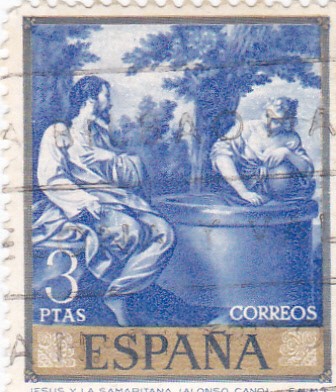 3
PTAS
CORREOS
ESPAÑA
JESUS Y LA SAMARITANA (ALONSO CANO)